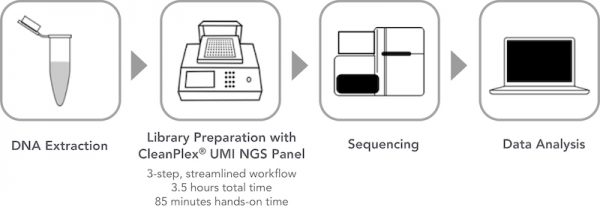 DNA Extraction
Library Preparation with
CleanPlex® UMI NGS Panel
3-step, streamlined workflow
3.5 hours total time
85 minutes hands-on time
Sequencing
Data Analysis